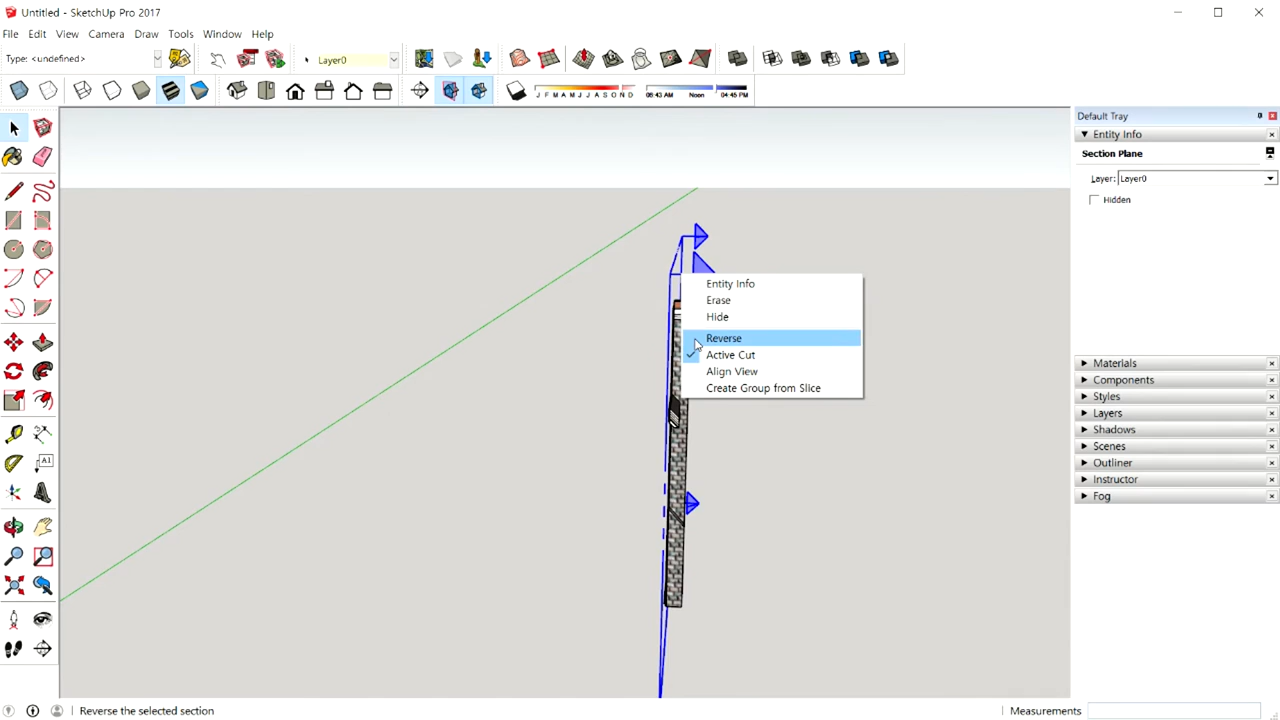 Untitled - SketchUp Pro 2017
File Edit View Camera Draw Tools Window Help
Type: <undefined>
Layer0
J F M A M J J A S O N D 06:43 AM Noon 04:45 PM
Default Tray
Entity Info
Section Plane
Layer: Layer0
Hidden
Entity Info
Erase
Hide
Reverse
Active Cut
Align View
Create Group from Slice
Materials
Components
Styles
Layers
Shadows
Scenes
Outliner
Instructor
Fog
A1
Reverse the selected section
Measurements